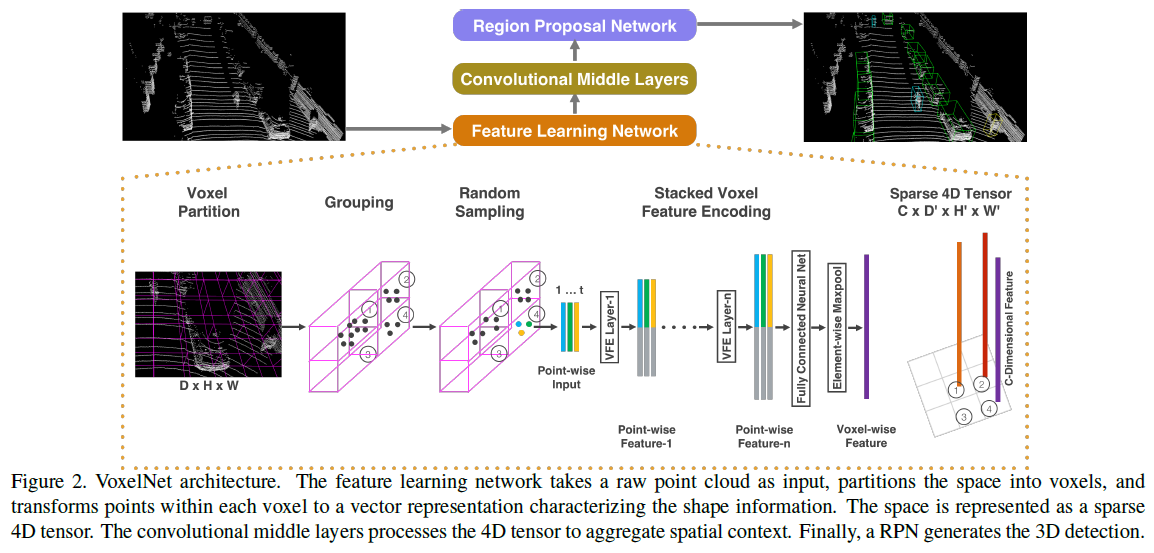 Region Proposal Network
Convolutional Middle Layers
Feature Learning Network
Voxel
Partition
Grouping
Random
Sampling
Stacked Voxel
Feature Encoding
Sparse 4D Tensor
C x D' x H' x W'
D x H x W
1
2
3
4
1
2
3
4
1 ... t
Point-wise
Input
VFE Layer-1
Point-wise
Feature-1
VFE Layer-n
Point-wise
Feature-n
Fully Connected Neural Net
Element-wise Maxpool
Voxel-wise
Feature
C-Dimensional Feature
1
2
3
4
Figure 2. VoxelNet architecture. The feature learning network takes a raw point cloud as input, partitions the space into voxels, and
transforms points within each voxel to a vector representation characterizing the shape information. The space is represented as a sparse
4D tensor. The convolutional middle layers processes the 4D tensor to aggregate spatial context. Finally, a RPN generates the 3D detection.